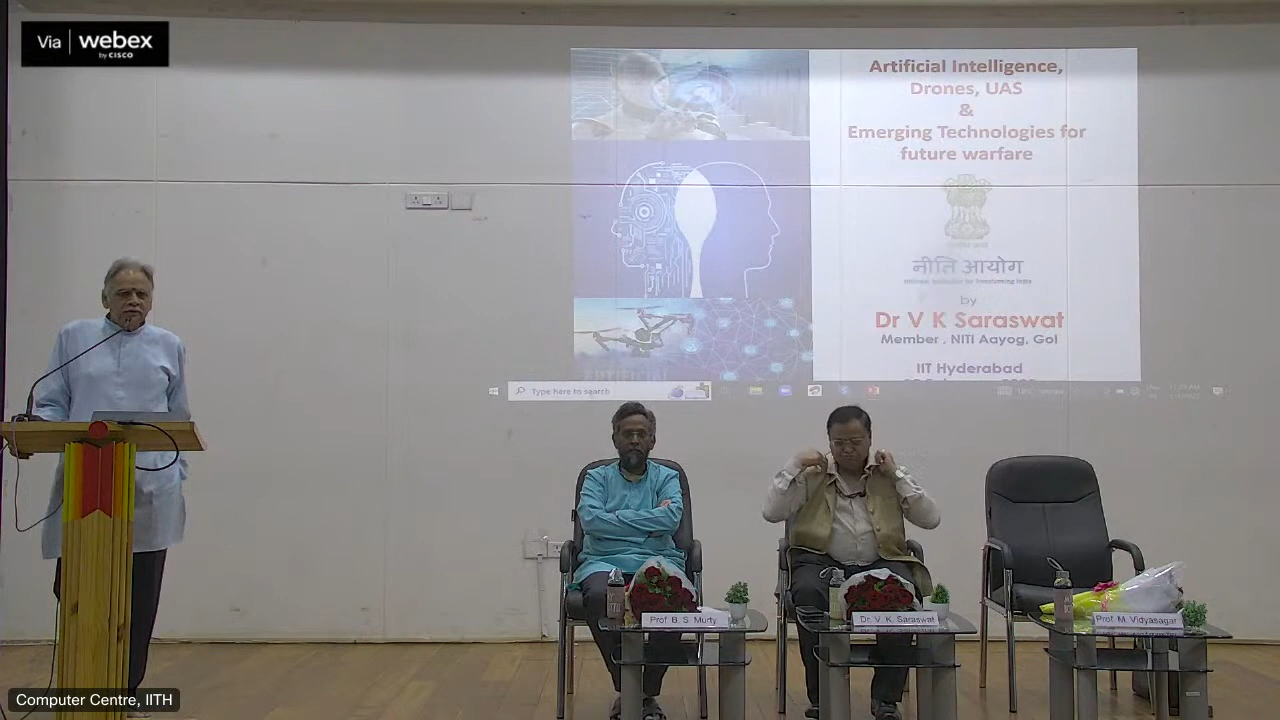 Via webex
by CISCO
Artificial Intelligence,
Drones, UAS
&
Emerging Technologies for
future warfare
नीति आयोग
by
Dr V K Saraswat
Member , NITI Aayog, GoI
IIT Hyderabad
Type here to search
Prof B. S. Murty
Dr. V. K. Saraswat
Prof M. Vidyasagar
Computer Centre, IITH